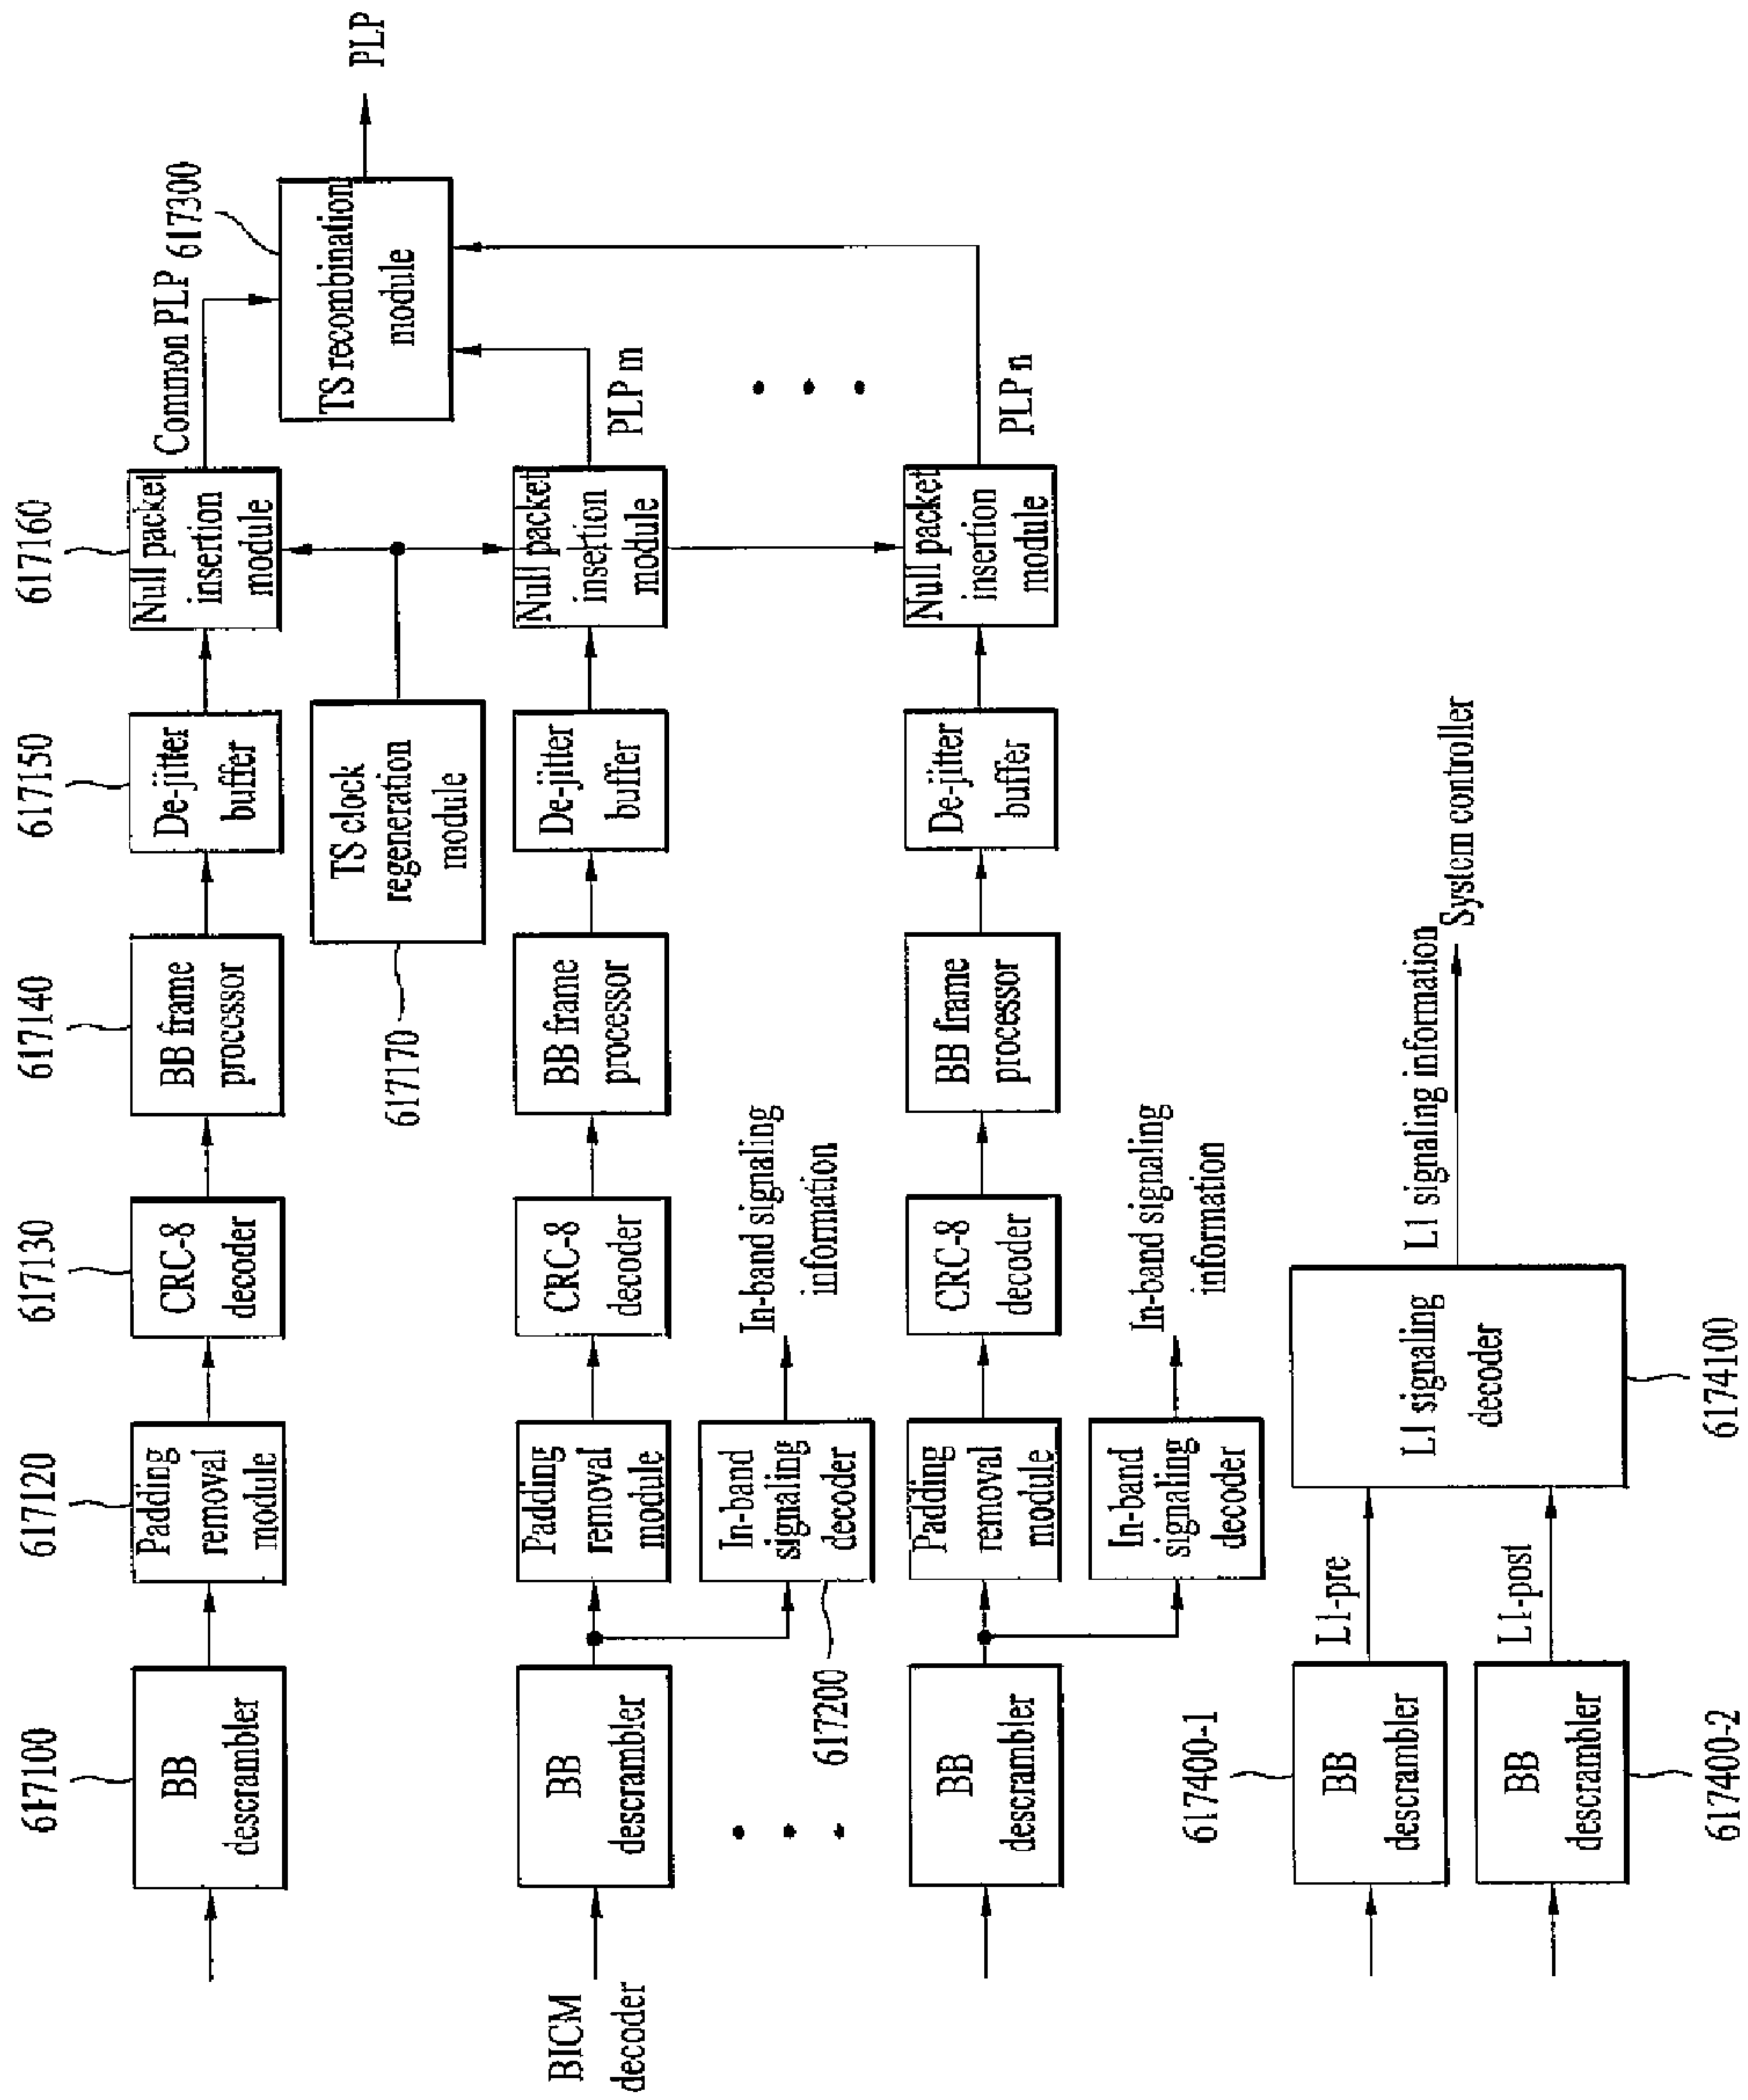 617100
617120
617130
617140
617150
617160
BB
descrambler
Padding
removal
module
CRC-8
decoder
BB frame
processor
De-jitter
buffer
Null packet
insertion
module
Common PLP
617300
TS recombination
module
PLP
TS clock
regeneration
module
617170
BICM
decoder
BB
descrambler
Padding
removal
module
CRC-8
decoder
BB frame
processor
De-jitter
buffer
Null packet
insertion
module
PLP m
In-band
signaling
decoder
617200
In-band signaling
information
BB
descrambler
Padding
removal
module
CRC-8
decoder
BB frame
processor
De-jitter
buffer
Null packet
insertion
module
PLP n
In-band
signaling
decoder
In-band signaling
information
617400-1
BB
descrambler
L1-pre
BB
descrambler
617400-2
L1-post
L1 signaling
decoder
6174100
L1 signaling information
System controller